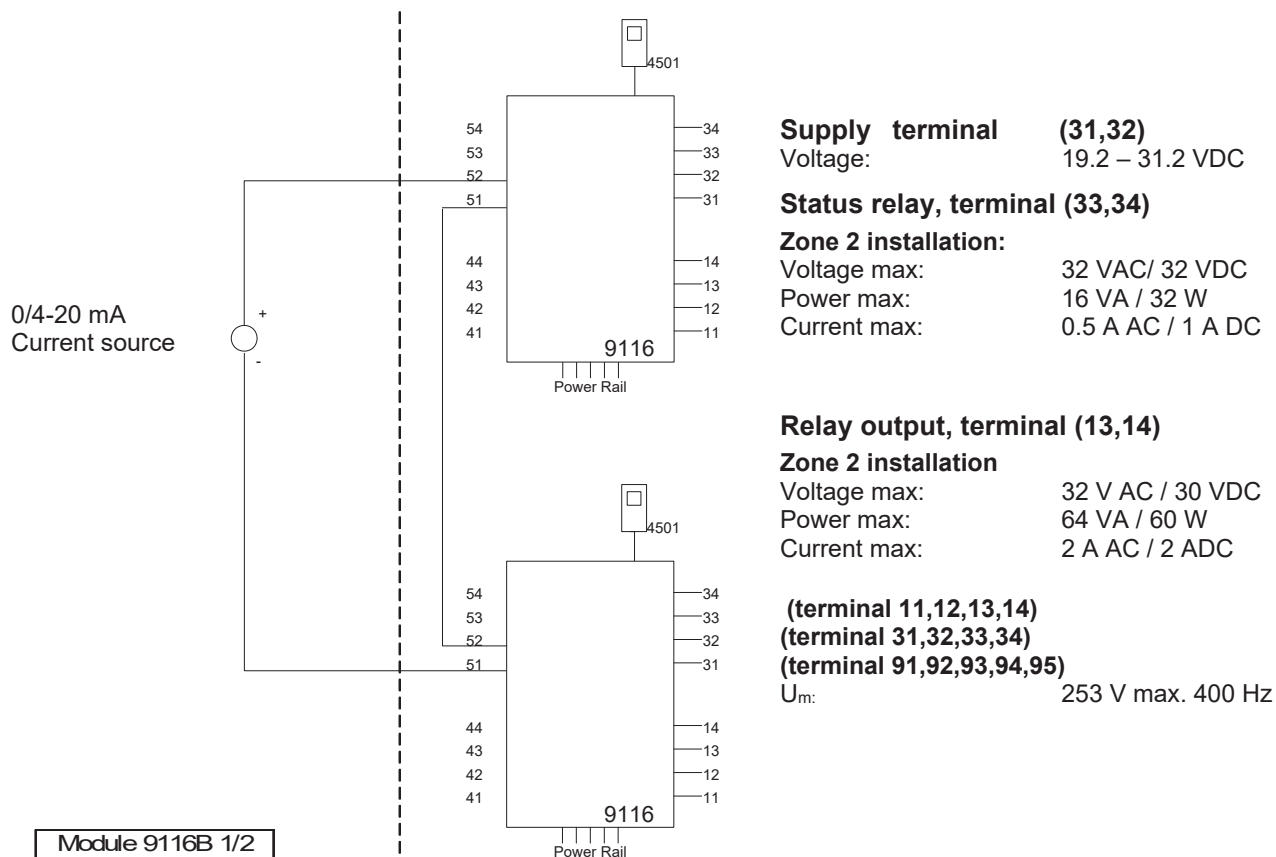 4501
54
53
52
51
44
43
42
41
34
33
32
31
14
13
12
11
9116
Power Rail
0/4-20 mA
Current source
+
-
4501
54
53
52
51
44
43
42
41
34
33
32
31
14
13
12
11
9116
Power Rail
Module 9116B 1/2
Supply terminal (31,32)
Voltage: 19.2 – 31.2 VDC
Status relay, terminal (33,34)
Zone 2 installation:
Voltage max: 32 VAC/ 32 VDC
Power max: 16 VA / 32 W
Current max: 0.5 A AC / 1 A DC
Relay output, terminal (13,14)
Zone 2 installation
Voltage max: 32 V AC / 30 VDC
Power max: 64 VA / 60 W
Current max: 2 A AC / 2 ADC
(terminal 11,12,13,14)
(terminal 31,32,33,34)
(terminal 91,92,93,94,95)
Um: 253 V max. 400 Hz